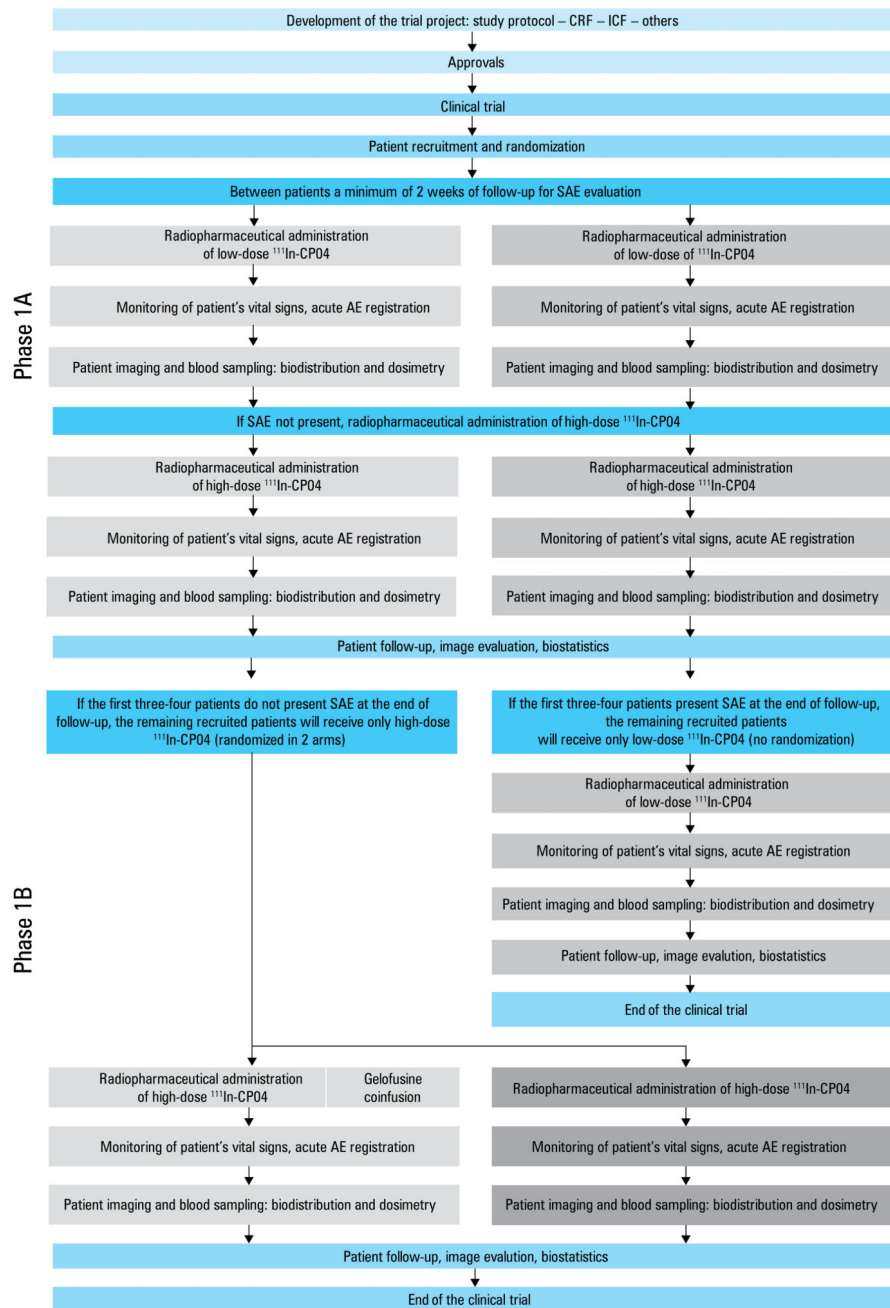 Development of the trial project: study protocol – CRF – ICF – others
Approvals
Clinical trial
Patient recruitment and randomization
Between patients a minimum of 2 weeks of follow-up for SAE evaluation
Phase 1A
Radiopharmaceutical administration
of low-dose ¹¹¹In-CP04
Radiopharmaceutical administration
of low-dose of ¹¹¹In-CP04
Monitoring of patient's vital signs, acute AE registration
Monitoring of patient's vital signs, acute AE registration
Patient imaging and blood sampling: biodistribution and dosimetry
Patient imaging and blood sampling: biodistribution and dosimetry
If SAE not present, radiopharmaceutical administration of high-dose ¹¹¹In-CP04
Radiopharmaceutical administration
of high-dose ¹¹¹In-CP04
Radiopharmaceutical administration
of high-dose ¹¹¹In-CP04
Monitoring of patient's vital signs, acute AE registration
Monitoring of patient's vital signs, acute AE registration
Patient imaging and blood sampling: biodistribution and dosimetry
Patient imaging and blood sampling: biodistribution and dosimetry
Patient follow-up, image evaluation, biostatistics
Phase 1B
If the first three-four patients do not present SAE at the end of
follow-up, the remaining recruited patients will receive only high-dose
¹¹¹In-CP04 (randomized in 2 arms)
If the first three-four patients present SAE at the end of follow-up,
the remaining recruited patients
will receive only low-dose ¹¹¹In-CP04 (no randomization)
Radiopharmaceutical administration
of low-dose ¹¹¹In-CP04
Monitoring of patient's vital signs, acute AE registration
Patient imaging and blood sampling: biodistribution and dosimetry
Patient follow-up, image evalution, biostatistics
End of the clinical trial
Radiopharmaceutical administration
of high-dose ¹¹¹In-CP04
Gelofusine
coinfusion
Radiopharmaceutical administration of high-dose ¹¹¹In-CP04
Monitoring of patient's vital signs, acute AE registration
Monitoring of patient's vital signs, acute AE registration
Patient imaging and blood sampling: biodistribution and dosimetry
Patient imaging and blood sampling: biodistribution and dosimetry
Patient follow-up, image evalution, biostatistics
End of the clinical trial